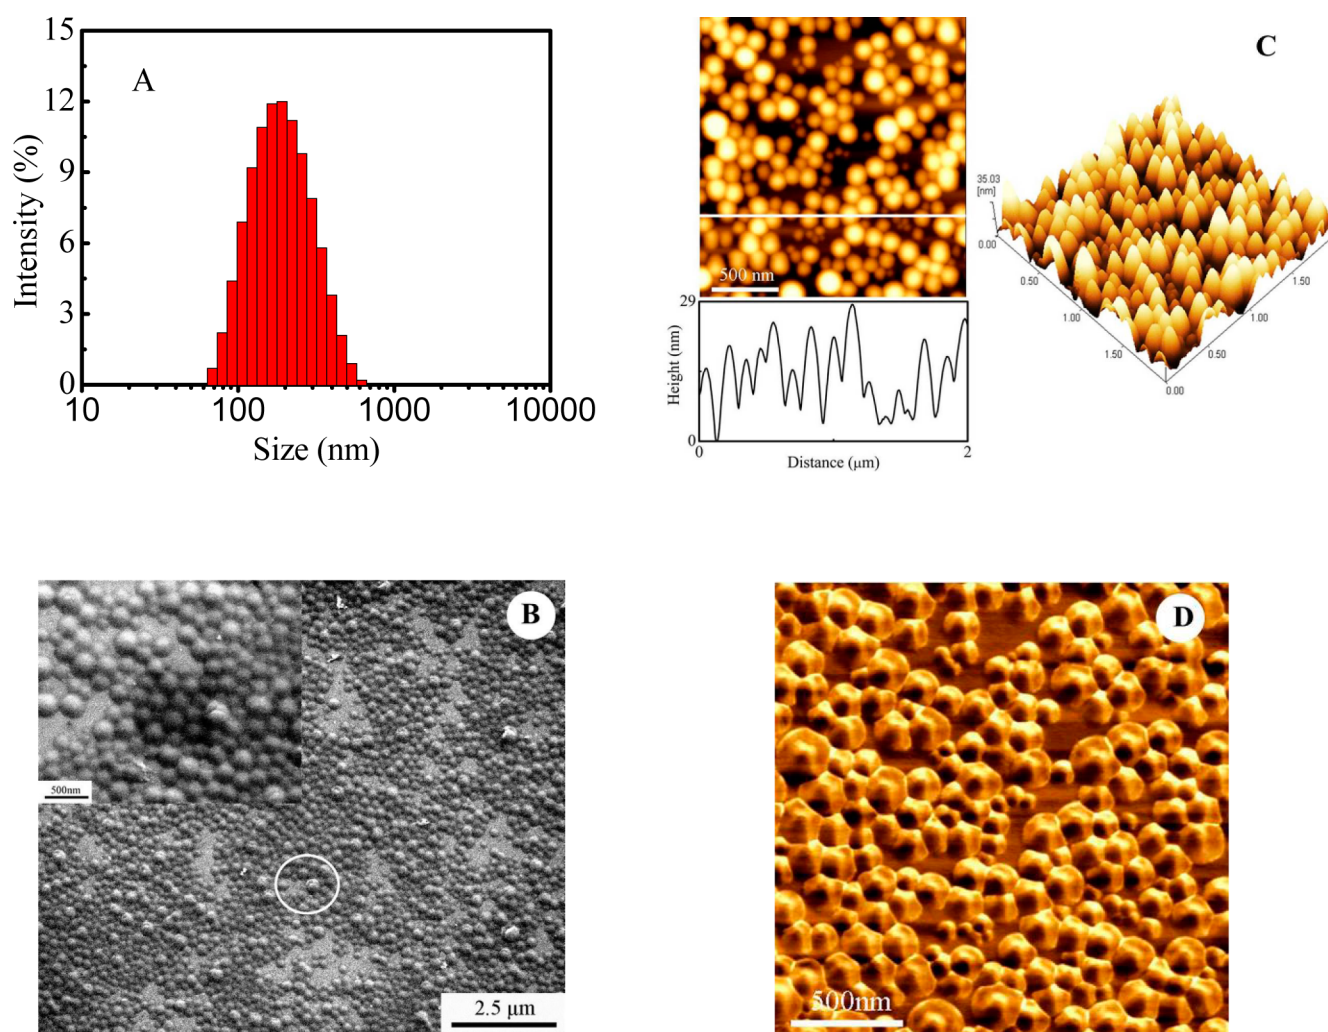 15
12
9
6
3
0
Intensity (%)
A
10
100
1000
10000
Size (nm)
500 nm
29
0
Height (nm)
0
2
Distance (μm)
C
35.03
[nm]
0.00
0.50
1.00
1.50
0.00
0.50
1.00
1.50
B
500nm
2.5 μm
D
500nm